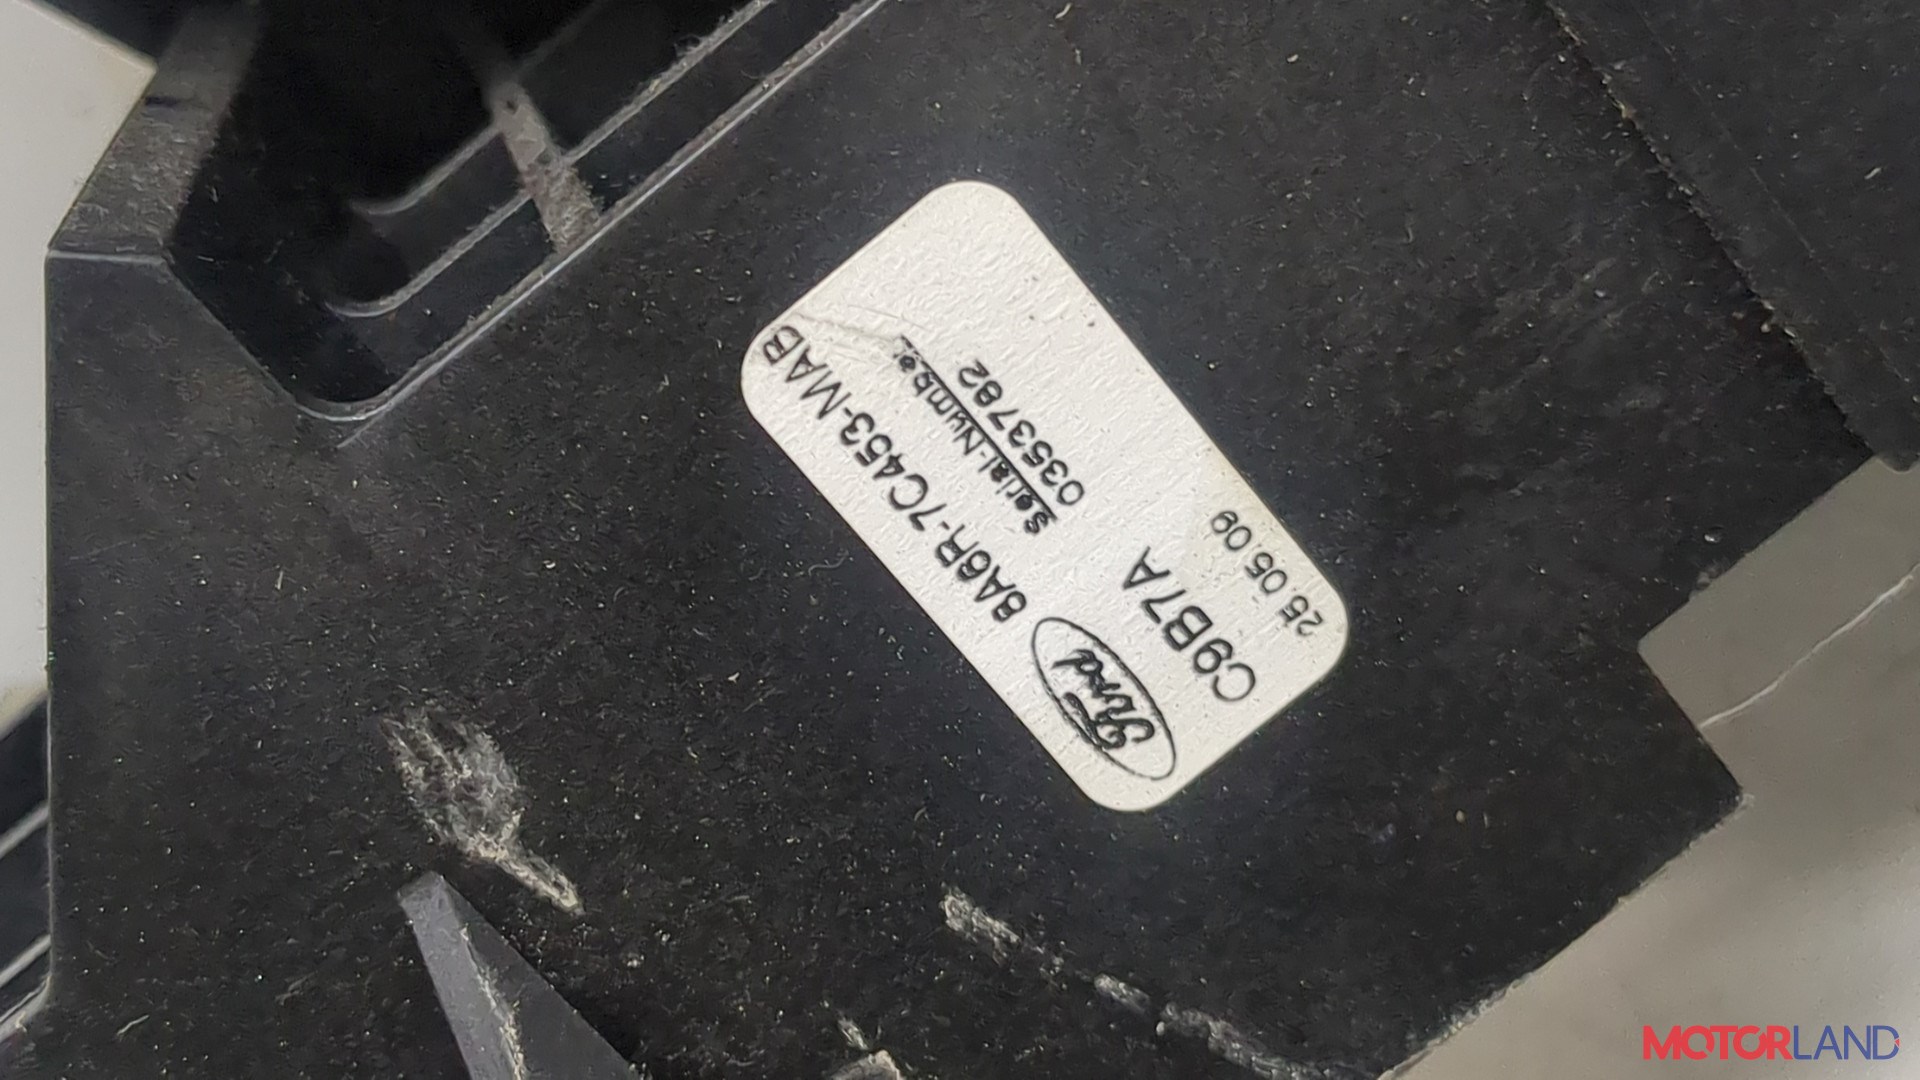 Ford 8A6R-7C453-MAB
Serial-Number
03537782
C9B7A
25.05.09
MOTORLAND